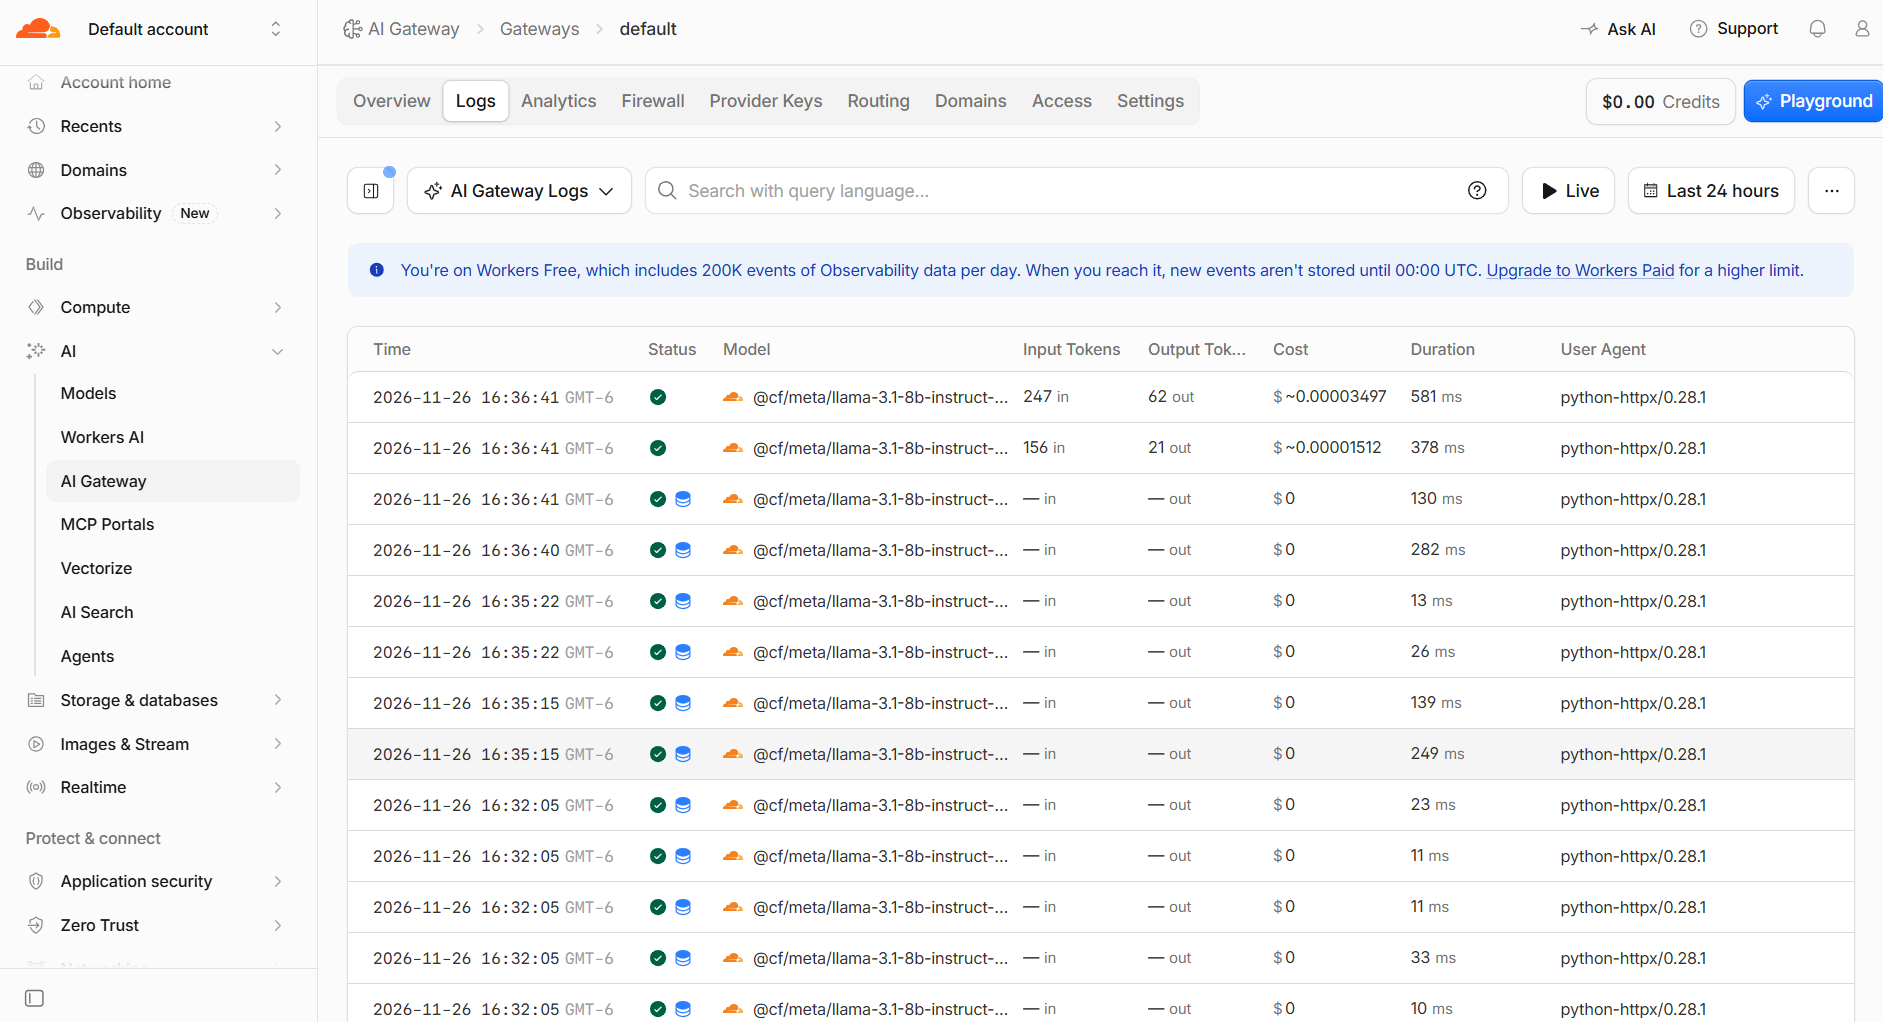 Default account
AI Gateway > Gateways > default
Ask AI
Support
Account home
Recents
Domains
Observability New
Build
Compute
AI
Models
Workers AI
AI Gateway
MCP Portals
Vectorize
AI Search
Agents
Storage & databases
Images & Stream
Realtime
Protect & connect
Application security
Zero Trust
Overview Logs Analytics Firewall Provider Keys Routing Domains Access Settings
$0.00 Credits
Playground
AI Gateway Logs
Search with query language...
Live
Last 24 hours
You're on Workers Free, which includes 200K events of Observability data per day. When you reach it, new events aren't stored until 00:00 UTC. Upgrade to Workers Paid for a higher limit.
Time Status Model Input Tokens Output Tok... Cost Duration User Agent
2026-11-26 16:36:41 GMT-6 @cf/meta/llama-3.1-8b-instruct-... 247 in 62 out $ ~0.00003497 581 ms python-httpx/0.28.1
2026-11-26 16:36:41 GMT-6 @cf/meta/llama-3.1-8b-instruct-... 156 in 21 out $ ~0.00001512 378 ms python-httpx/0.28.1
2026-11-26 16:36:41 GMT-6 @cf/meta/llama-3.1-8b-instruct-... — in — out $ 0 130 ms python-httpx/0.28.1
2026-11-26 16:36:40 GMT-6 @cf/meta/llama-3.1-8b-instruct-... — in — out $ 0 282 ms python-httpx/0.28.1
2026-11-26 16:35:22 GMT-6 @cf/meta/llama-3.1-8b-instruct-... — in — out $ 0 13 ms python-httpx/0.28.1
2026-11-26 16:35:22 GMT-6 @cf/meta/llama-3.1-8b-instruct-... — in — out $ 0 26 ms python-httpx/0.28.1
2026-11-26 16:35:15 GMT-6 @cf/meta/llama-3.1-8b-instruct-... — in — out $ 0 139 ms python-httpx/0.28.1
2026-11-26 16:35:15 GMT-6 @cf/meta/llama-3.1-8b-instruct-... — in — out $ 0 249 ms python-httpx/0.28.1
2026-11-26 16:32:05 GMT-6 @cf/meta/llama-3.1-8b-instruct-... — in — out $ 0 23 ms python-httpx/0.28.1
2026-11-26 16:32:05 GMT-6 @cf/meta/llama-3.1-8b-instruct-... — in — out $ 0 11 ms python-httpx/0.28.1
2026-11-26 16:32:05 GMT-6 @cf/meta/llama-3.1-8b-instruct-... — in — out $ 0 11 ms python-httpx/0.28.1
2026-11-26 16:32:05 GMT-6 @cf/meta/llama-3.1-8b-instruct-... — in — out $ 0 33 ms python-httpx/0.28.1
2026-11-26 16:32:05 GMT-6 @cf/meta/llama-3.1-8b-instruct-... — in — out $ 0 10 ms python-httpx/0.28.1